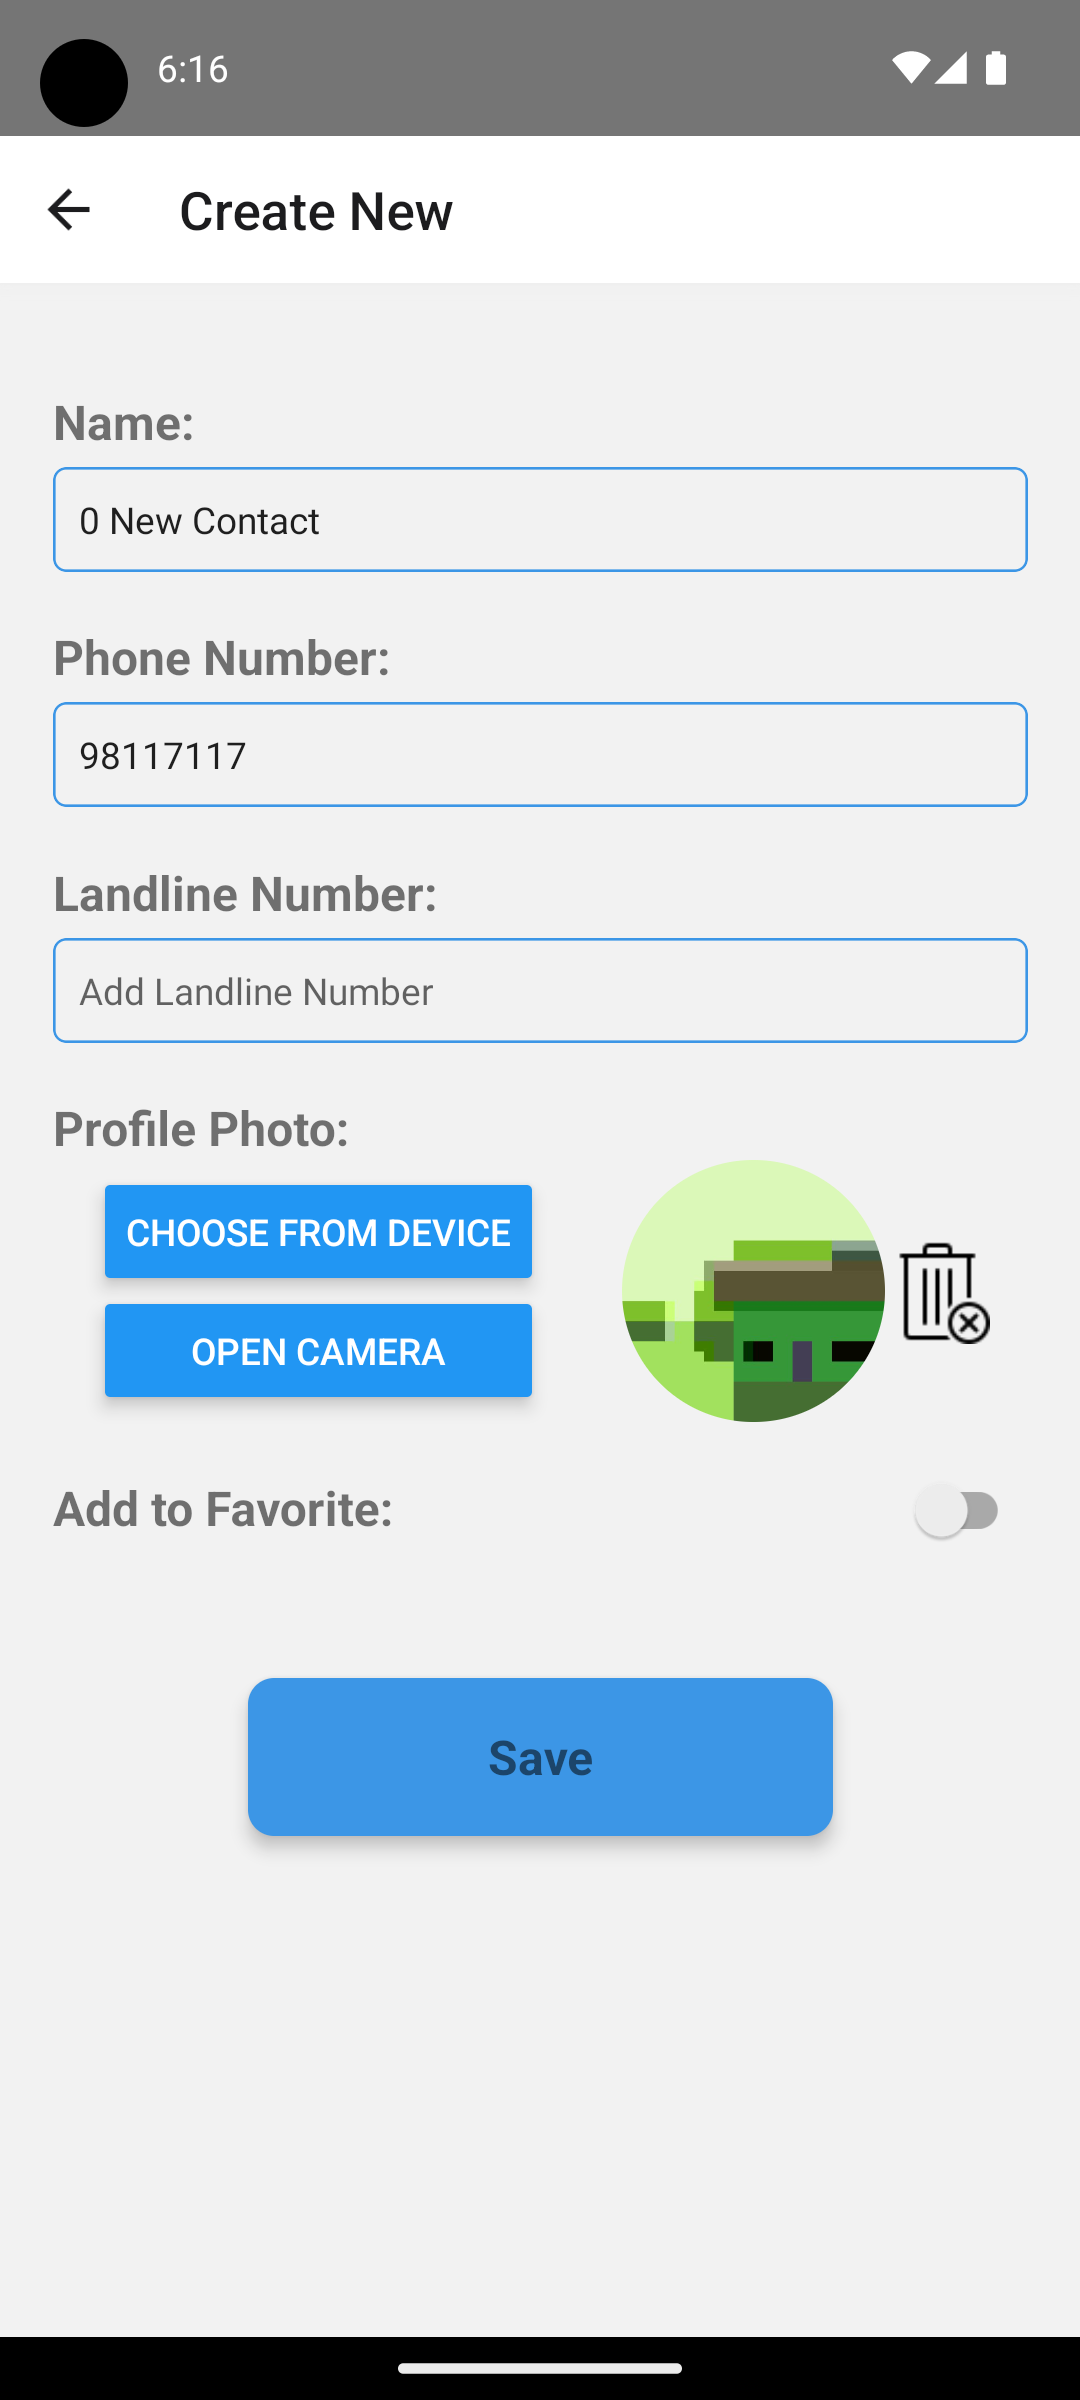 6:16
Create New
Name:
0 New Contact
Phone Number:
98117117
Landline Number:
Add Landline Number
Profile Photo:
CHOOSE FROM DEVICE
OPEN CAMERA
Add to Favorite:
Save